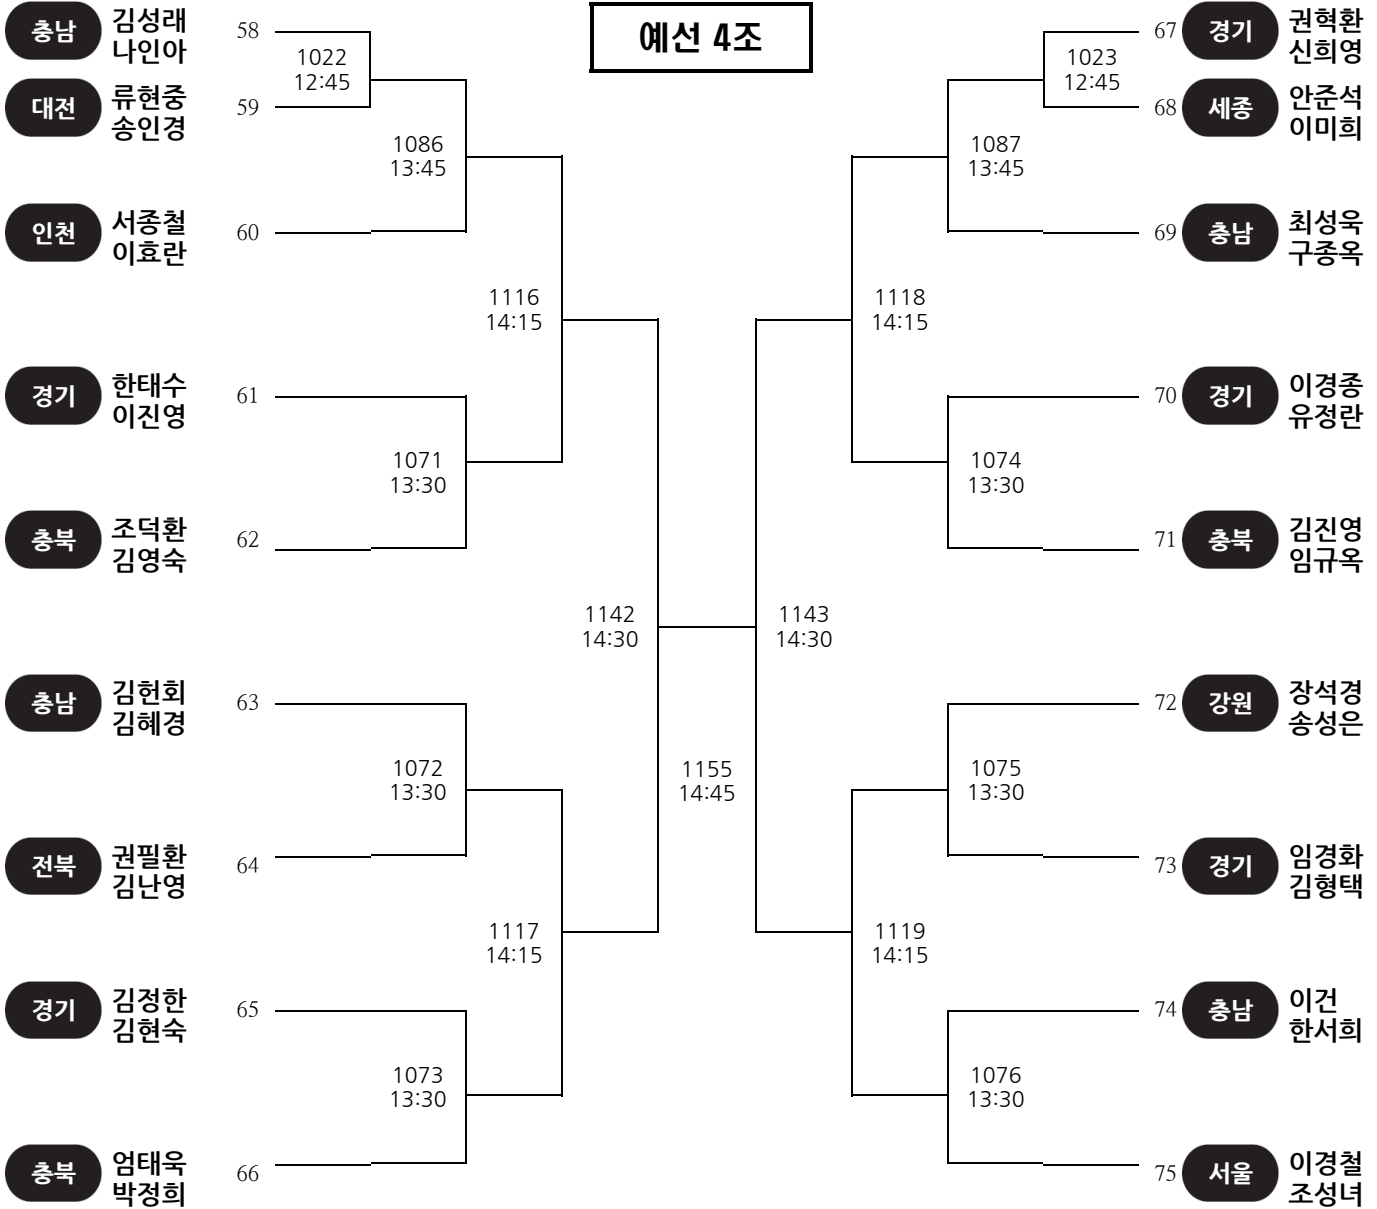 예선 4조
충남
김성래
나인아
58
1022
12:45
대전
류현중
송인경
59
1086
13:45
인천
서종철
이효란
60
1116
14:15
경기
한태수
이진영
61
1071
13:30
충북
조덕환
김영숙
62
1142
14:30
충남
김헌회
김혜경
63
1072
13:30
전북
권필환
김난영
64
1117
14:15
경기
김정한
김현숙
65
1073
13:30
충북
엄태욱
박정희
66
1155
14:45
67
경기
권혁환
신희영
1023
12:45
68
세종
안준석
이미희
1087
13:45
69
충남
최성욱
구종옥
1118
14:15
70
경기
이경종
유정란
1074
13:30
71
충북
김진영
임규옥
1143
14:30
72
강원
장석경
송성은
1075
13:30
73
경기
임경화
김형택
1119
14:15
74
충남
이건
한서희
1076
13:30
75
서울
이경철
조성녀